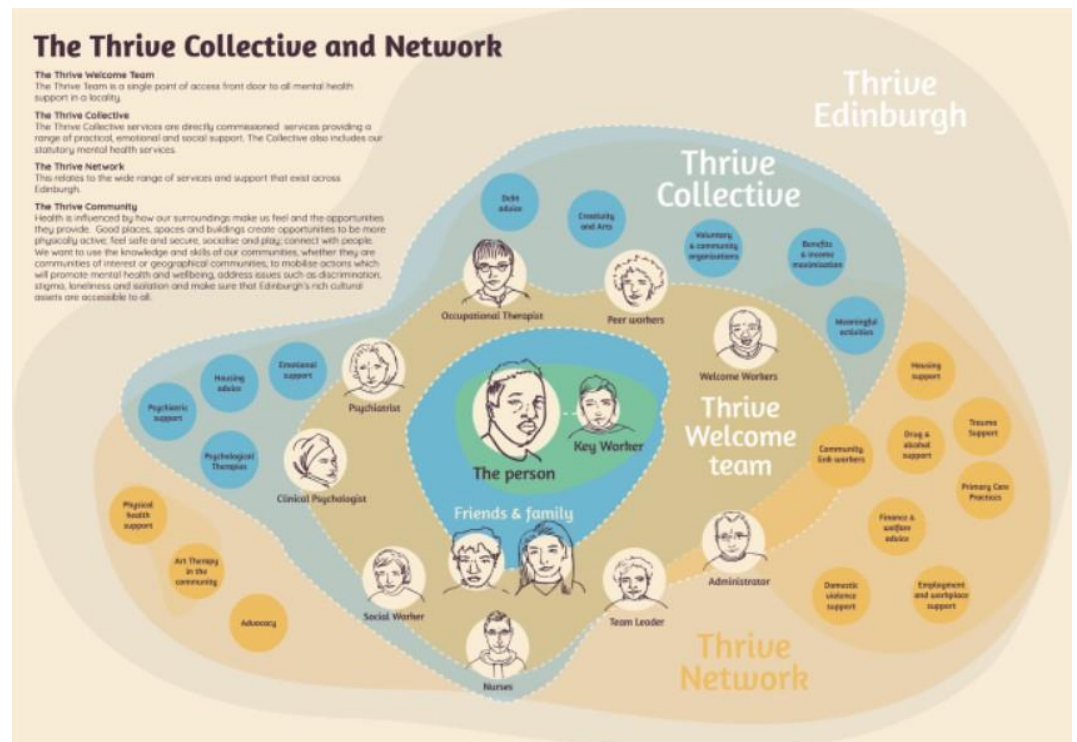 The Thrive Collective and Network
The Thrive Welcome Team
The Thrive Team is a single point of access front door to all mental health
support in a locality.
The Thrive Collective
The Thrive Collective services are directly commissioned services providing a
range of practical, emotional and social support. The Collective also includes our
statutory mental health services.
The Thrive Network
This relates to the wide range of services and support that exist across
Edinburgh.
The Thrive Community
Health is influenced by how our surroundings make us feel and the opportunities
they provide. Good places, spaces and buildings create opportunities to be more
physically active; feel safe and secure, socialise and play; connect with people.
We want to use the knowledge and skills of our communities, whether they are
communities of interest or geographical communities, to mobilise actions which
will promote mental health and wellbeing, address issues such as discrimination,
stigma, loneliness and isolation and make sure that Edinburgh's rich cultural
assets are accessible to all.
Thrive
Edinburgh
Thrive
Collective
Debt
advice
Creativity
and Arts
Voluntary
& community
organisations
Benefits
& income
maximisation
Meaningful
activities
Occupational Therapist
Peer workers
Welcome Workers
Emotional
support
Housing
advice
Psychiatric
support
Psychological
Therapies
Psychiatrist
Clinical Psychologist
The person
Key Worker
Friends & family
Thrive
Welcome
team
Community
link workers
Housing
support
Trauma
Support
Drug &
alcohol
support
Primary Care
Practices
Finance &
welfare
advice
Domestic
violence
support
Employment
and workplace
support
Physical
health
support
Art Therapy
in the
community
Advocacy
Social Worker
Nurses
Team Leader
Administrator
Thrive
Network